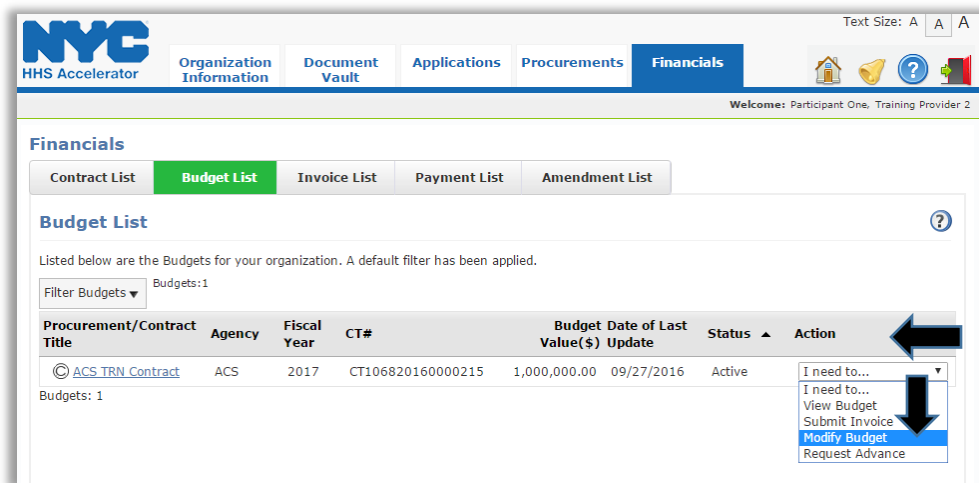 Text Size: A A A
NYC
HHS Accelerator
Organization Information
Document Vault
Applications
Procurements
Financials
?
Welcome: Participant One, Training Provider 2
Financials
Contract List
Budget List
Invoice List
Payment List
Amendment List
Budget List
?
Listed below are the Budgets for your organization. A default filter has been applied.
Filter Budgets ▼ Budgets:1
Procurement/Contract Title Agency Fiscal Year CT# Budget Value($) Date of Last Update Status ▲ Action
© ACS TRN Contract ACS 2017 CT106820160000215 1,000,000.00 09/27/2016 Active I need to... ▼
I need to...
View Budget
Submit Invoice
Modify Budget
Request Advance
Budgets: 1